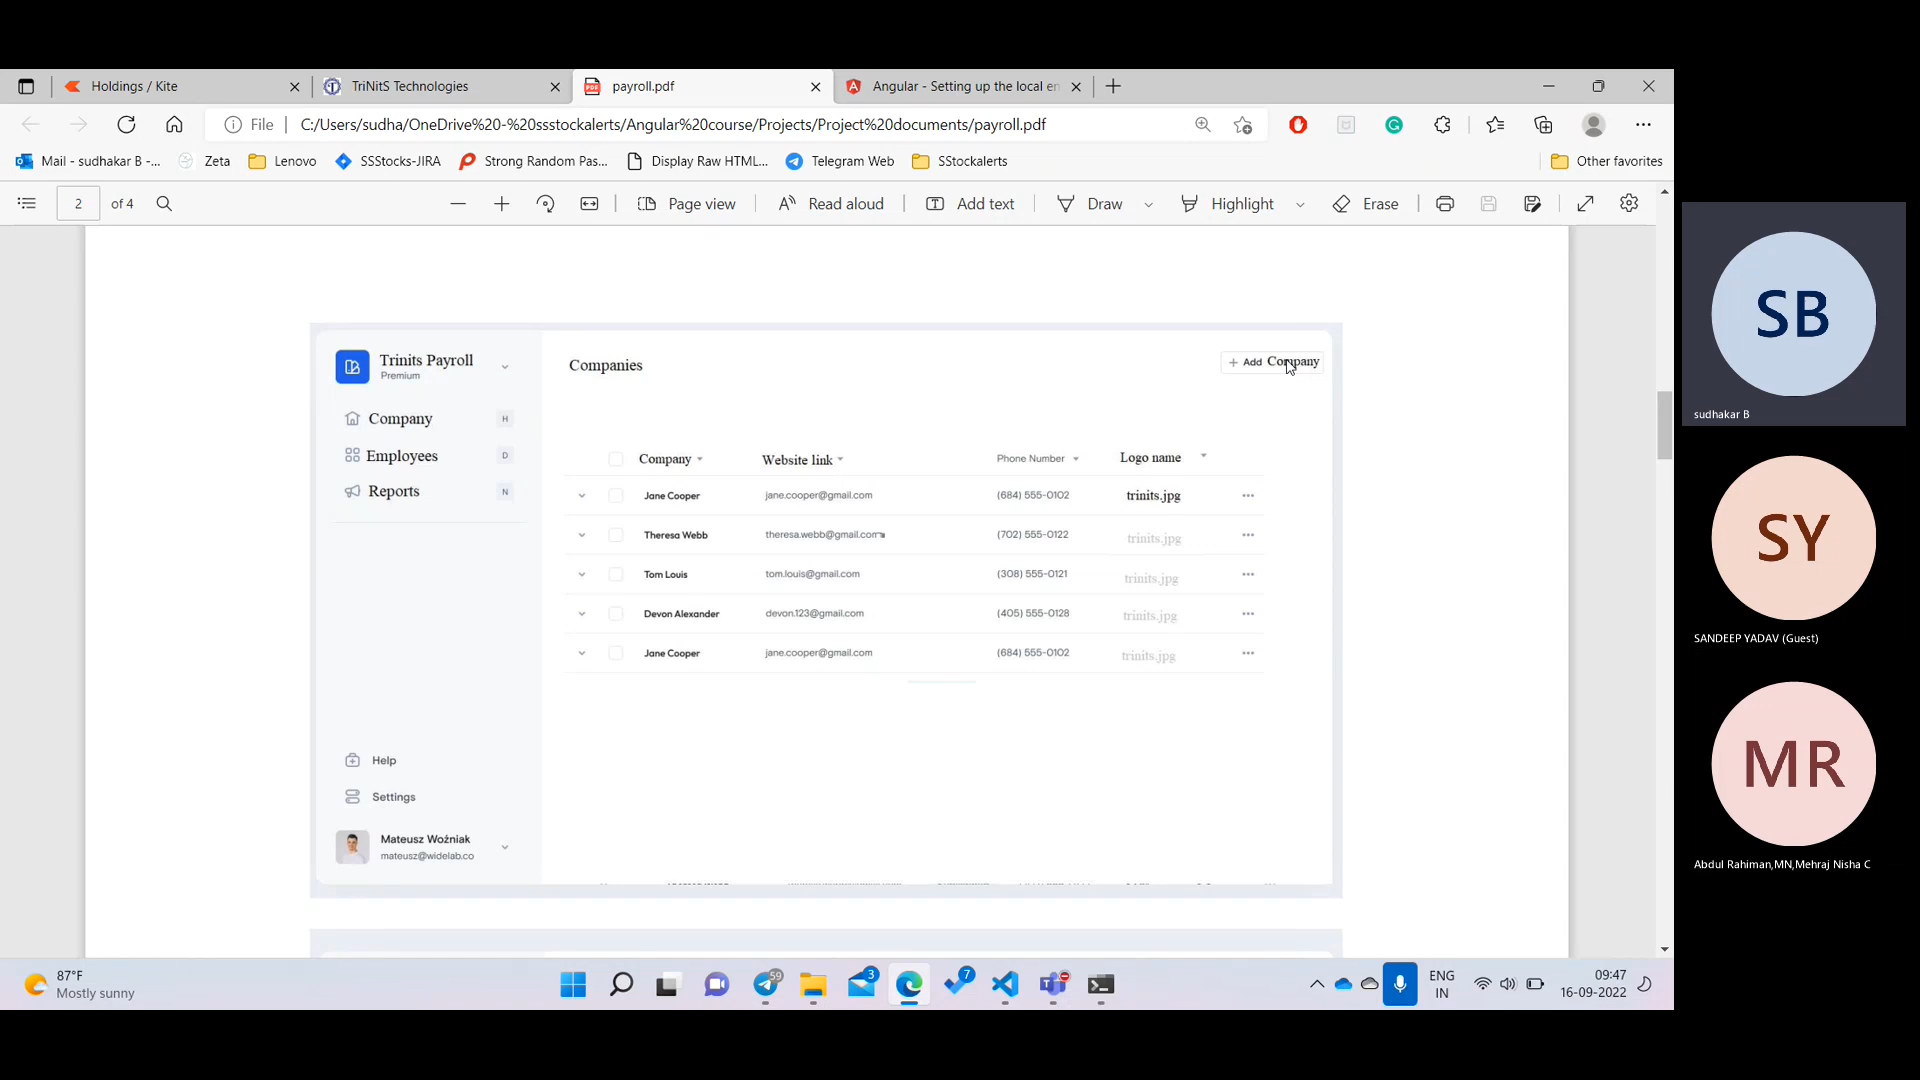 Holdings / Kite
TriNitS Technologies
payroll.pdf
Angular - Setting up the local en
File
C:/Users/sudha/OneDrive%20-%20ssstockalerts/Angular%20course/Projects/Project%20documents/payroll.pdf
Mail - sudhakar B -...
Zeta
Lenovo
SSStocks-JIRA
Strong Random Pas...
Display Raw HTML...
Telegram Web
SStockalerts
Other favorites
2
of 4
Page view
Read aloud
Add text
Draw
Highlight
Erase
Trinits Payroll
Premium
Company H
Employees D
Reports N
Help
Settings
Mateusz Woźniak
mateusz@widelab.co
Companies
+ Add Company
Company Website link Phone Number Logo name
Jane Cooper jane.cooper@gmail.com (684) 555-0102 trinits.jpg
Theresa Webb theresa.webb@gmail.com (702) 555-0122 trinits.jpg
Tom Louis tom.louis@gmail.com (308) 555-0121 trinits.jpg
Devon Alexander devon.123@gmail.com (405) 555-0128 trinits.jpg
Jane Cooper jane.cooper@gmail.com (684) 555-0102 trinits.jpg
SB
sudhakar B
SY
SANDEEP YADAV (Guest)
MR
Abdul Rahiman,MN,Mehraj Nisha C
87°F
Mostly sunny
59
3
7
ENG
IN
09:47
16-09-2022